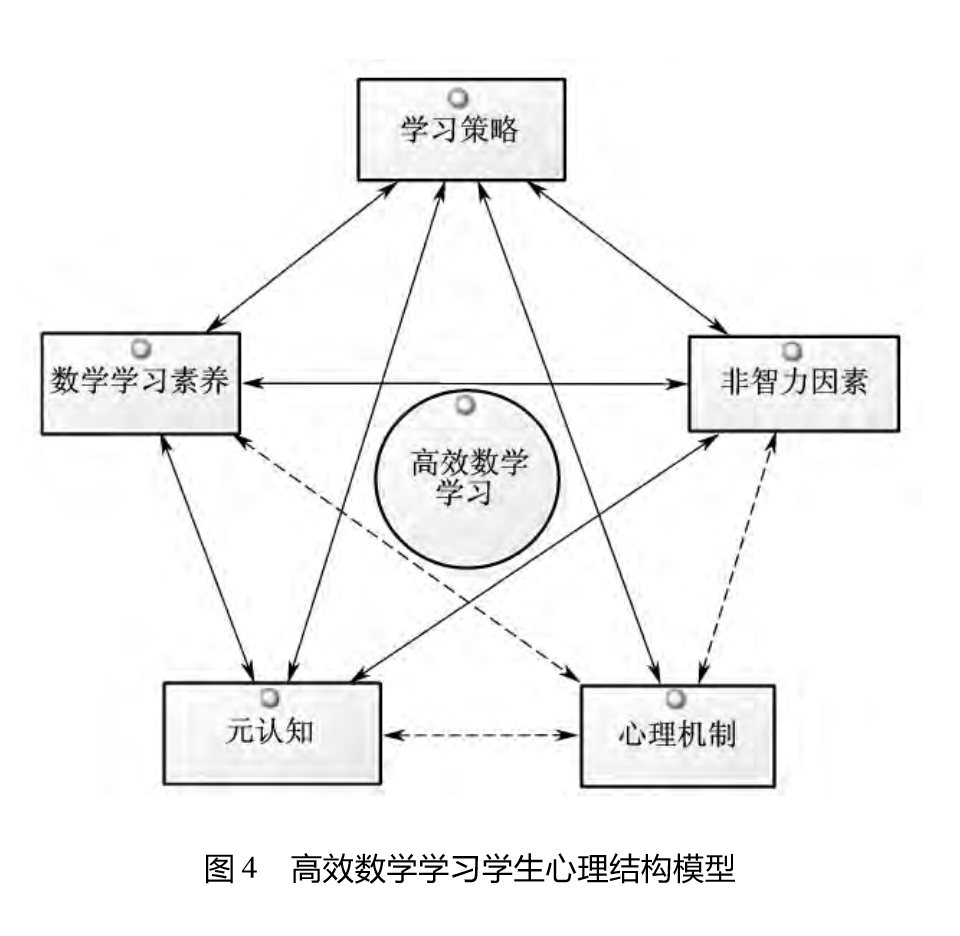 学习策略
数学学习素养
非智力因素
高效数学
学习
元认知
心理机制
图4 高效数学学习学生心理结构模型